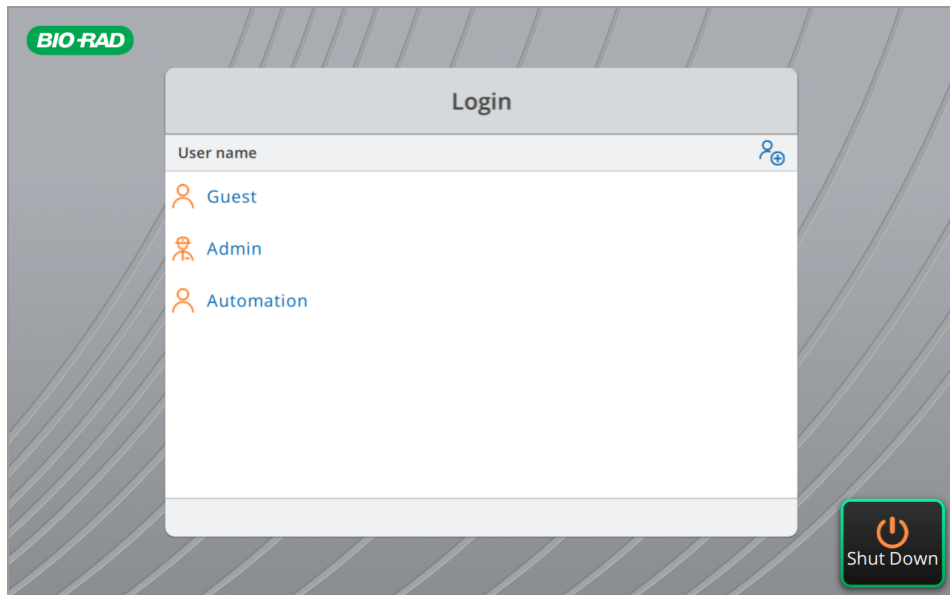 BIO-RAD
Login
User name
Guest
Admin
Automation
Shut Down